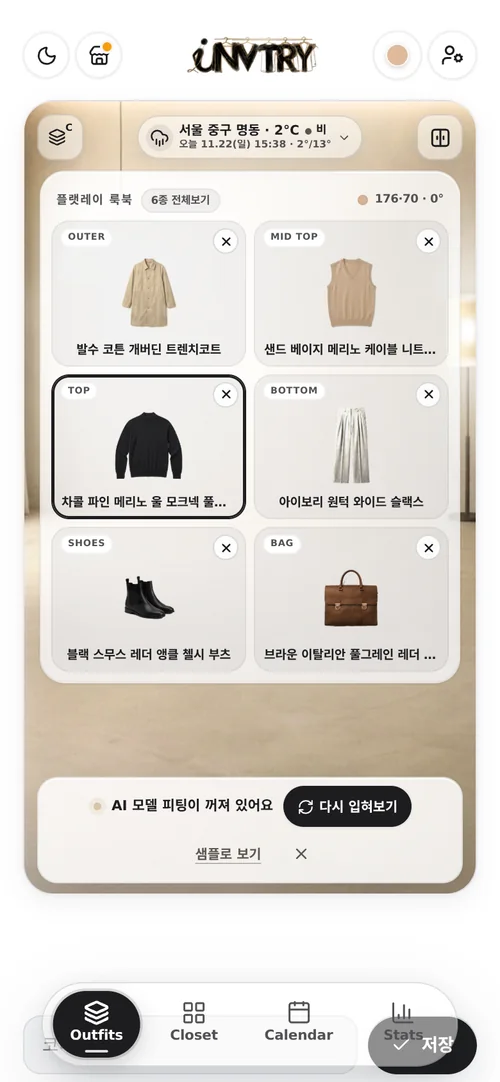 iNVTRY
C
서울 중구 명동 · 2°C ● 비
오늘 11.22(일) 15:38 · 2°/13°
플랫레이 룩북
6종 전체보기
176·70 · 0°
OUTER
발수 코튼 개버딘 트렌치코트
MID TOP
샌드 베이지 메리노 케이블 니트...
TOP
차콜 파인 메리노 울 모크넥 풀...
BOTTOM
아이보리 원턱 와이드 슬랙스
SHOES
블랙 스무스 레더 앵클 첼시 부츠
BAG
브라운 이탈리안 풀그레인 레더 ...
AI 모델 피팅이 꺼져 있어요
다시 입혀보기
샘플로 보기
Outfits
Closet
Calendar
Stats
저장